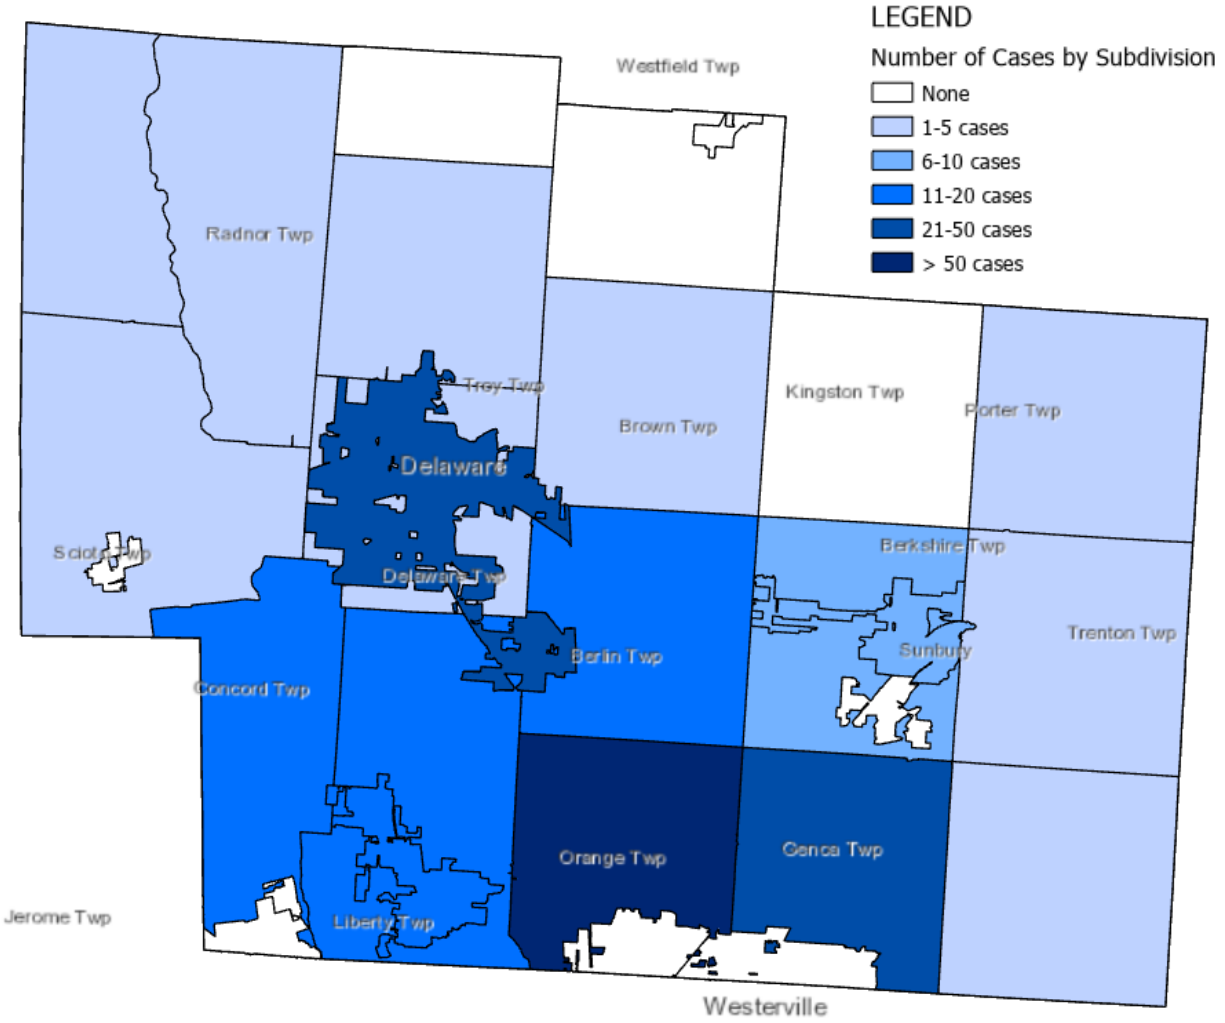 LEGEND
Number of Cases by Subdivision
None
1-5 cases
6-10 cases
11-20 cases
21-50 cases
> 50 cases
Westfield Twp
Radnor Twp
Troy Twp
Kingston Twp
Porter Twp
Brown Twp
Delaware
Scioto Twp
Berkshire Twp
Delaware Twp
Trenton Twp
Sunbury
Berlin Twp
Concord Twp
Orange Twp
Genoa Twp
Jerome Twp
Liberty Twp
Westerville